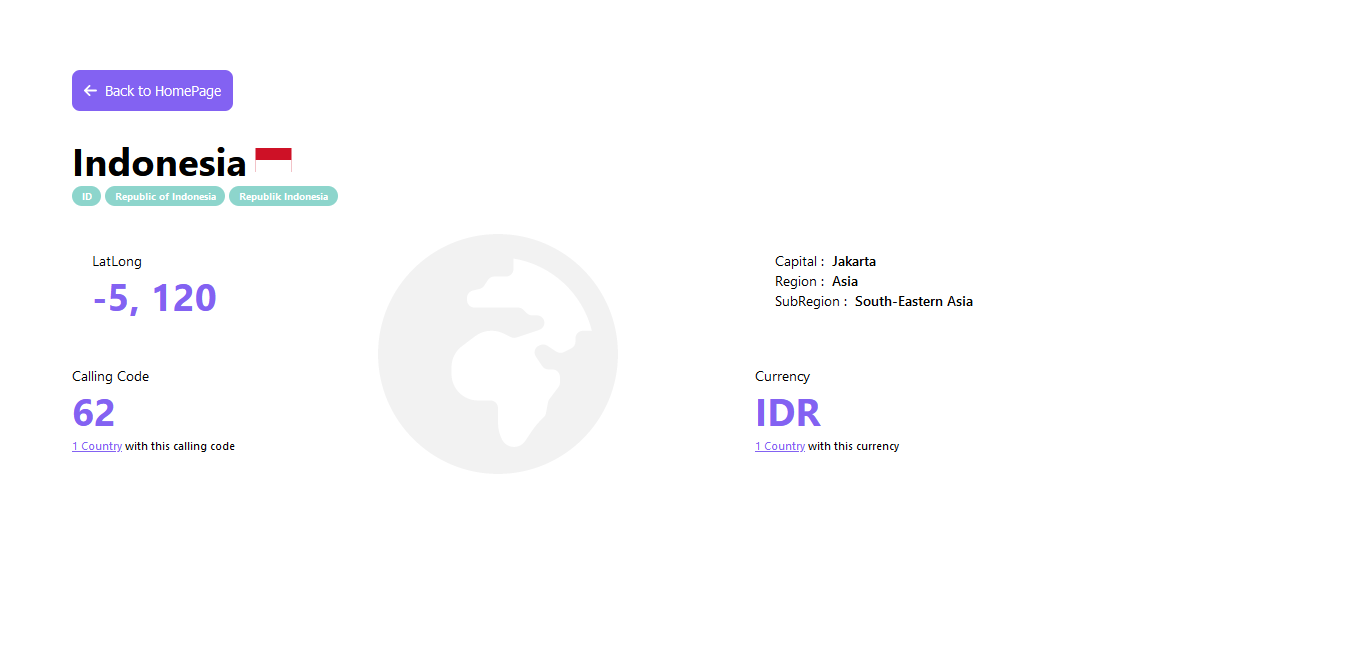 Back to HomePage
Indonesia
ID Republic of Indonesia Republik Indonesia
LatLong
-5, 120
Capital : Jakarta
Region : Asia
SubRegion : South-Eastern Asia
Calling Code
62
1 Country with this calling code
Currency
IDR
1 Country with this currency